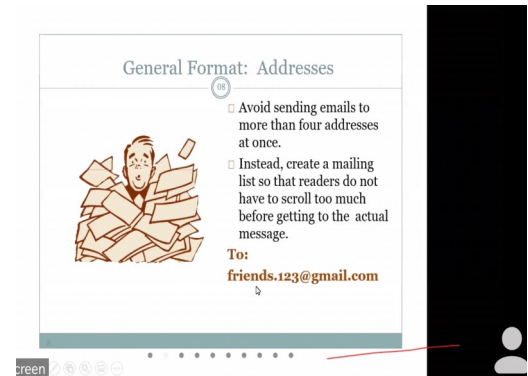 General Format: Addresses
08
Avoid sending emails to
more than four addresses
at once.
Instead, create a mailing
list so that readers do not
have to scroll too much
before getting to the actual
message.
To:
friends.123@gmail.com
creen